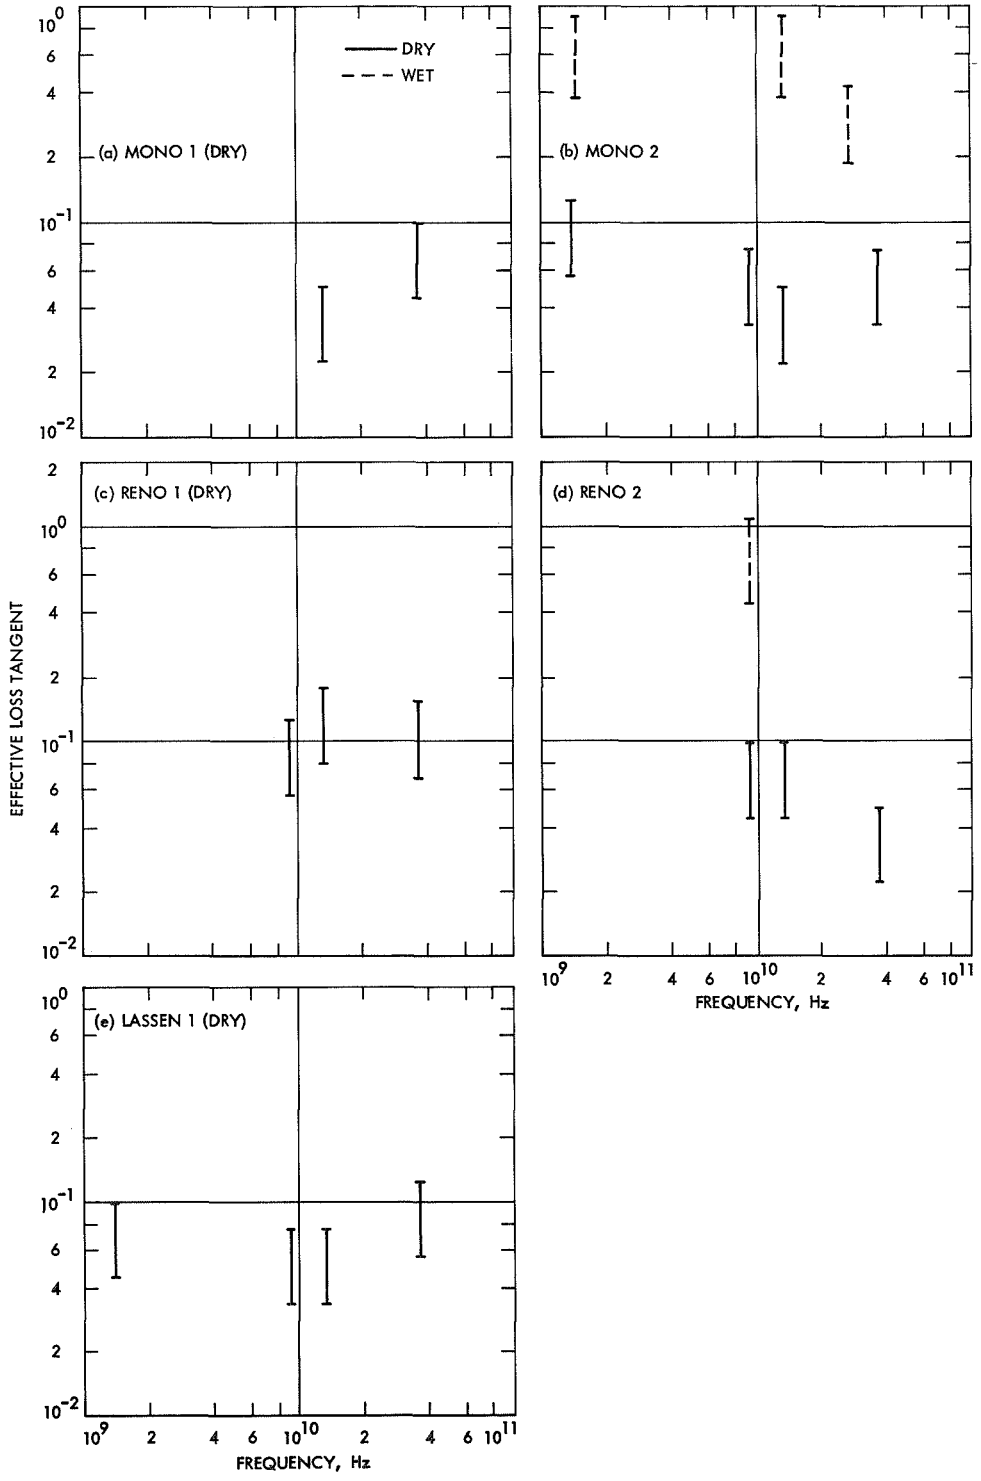 10^0
6
4
2
10^-1
6
4
2
10^-2
DRY
WET
(a) MONO 1 (DRY)
(b) MONO 2
2
10^0
6
4
2
10^-1
6
4
2
10^-2
(c) RENO 1 (DRY)
(d) RENO 2
EFFECTIVE LOSS TANGENT
10^9 2 4 6 10^10 2 4 6 10^11
FREQUENCY, Hz
10^0
6
4
2
10^-1
6
4
2
10^-2
(e) LASSEN 1 (DRY)
10^9 2 4 6 10^10 2 4 6 10^11
FREQUENCY, Hz